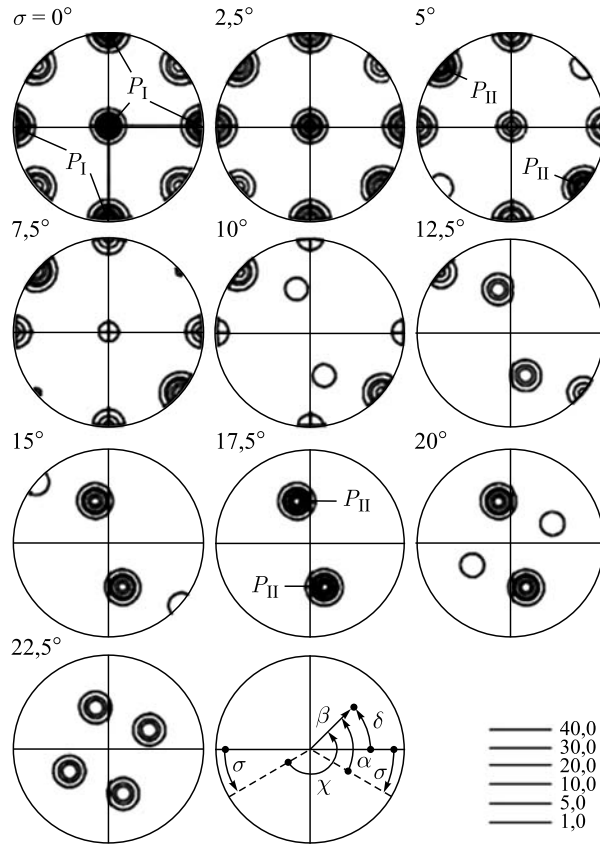 σ = 0° 2,5° 5°
P_I
P_I
P_II
P_II
7,5° 10° 12,5°
15° 17,5° 20°
P_II
P_II
22,5°
β δ
σ α σ
χ
40,0
30,0
20,0
10,0
5,0
1,0